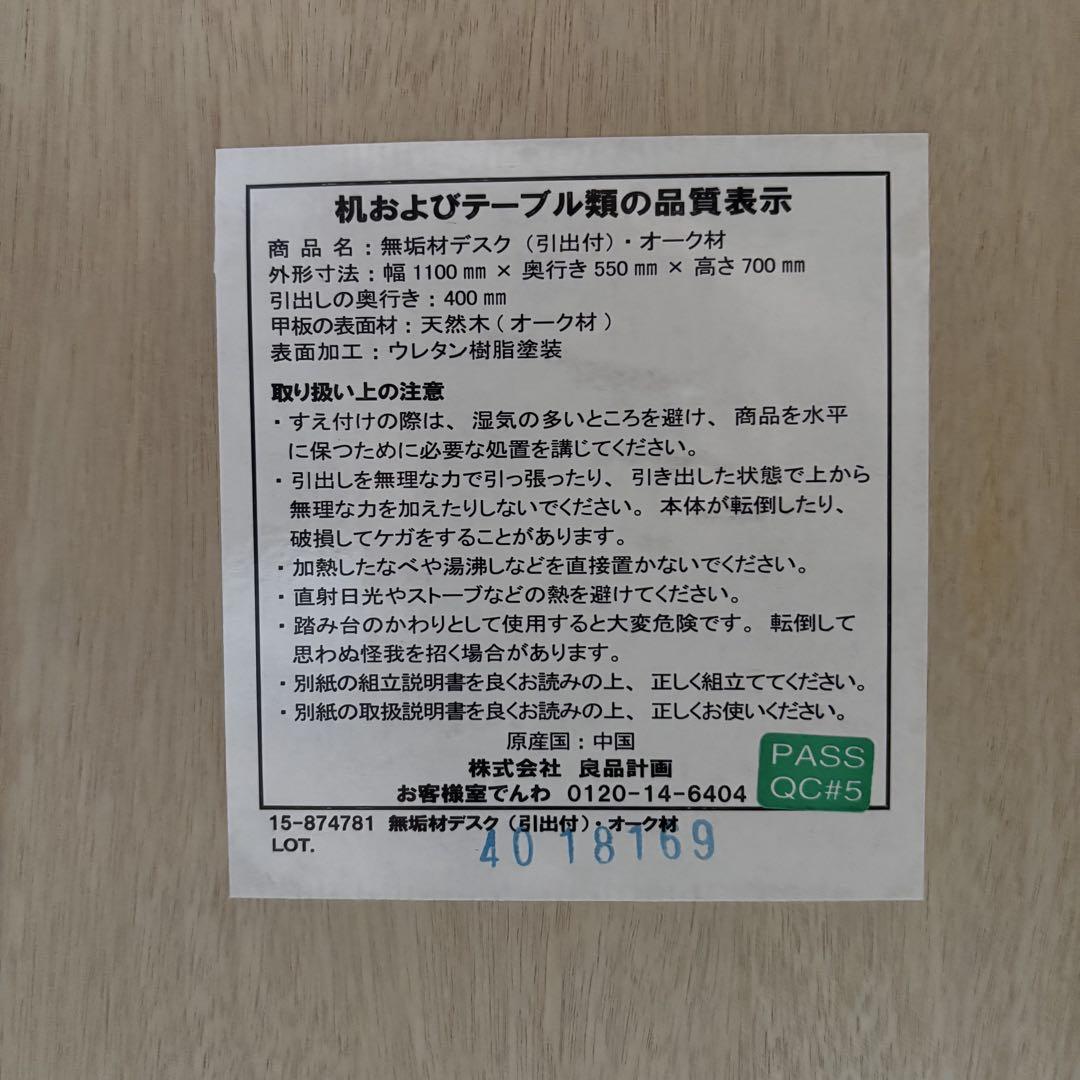 机およびテーブル類の品質表示
商品名：無垢材デスク（引出付）・オーク材
外形寸法：幅1100㎜×奥行き550㎜×高さ700㎜
引出しの奥行き：400㎜
甲板の表面材：天然木(オーク材)
表面加工：ウレタン樹脂塗装
取り扱い上の注意
・すえ付けの際は、湿気の多いところを避け、商品を水平
に保つために必要な処置を講じてください。
・引出しを無理な力で引っ張ったり、引き出した状態で上から
無理な力を加えたりしないでください。本体が転倒したり、
破損してケガをすることがあります。
・加熱したなべや湯沸しなどを直接置かないでください。
・直射日光やストーブなどの熱を避けてください。
・踏み台のかわりとして使用すると大変危険です。転倒して
思わぬ怪我を招く場合があります。
・別紙の組立説明書を良くお読みの上、正しく組立ててください。
・別紙の取扱説明書を良くお読みの上、正しくお使いください。
原産国：中国
株式会社 良品計画
お客様室でんわ 0120-14-6404
PASS
QC#5
15-874781 無垢材デスク（引出付）・オーク材
LOT.
4018169